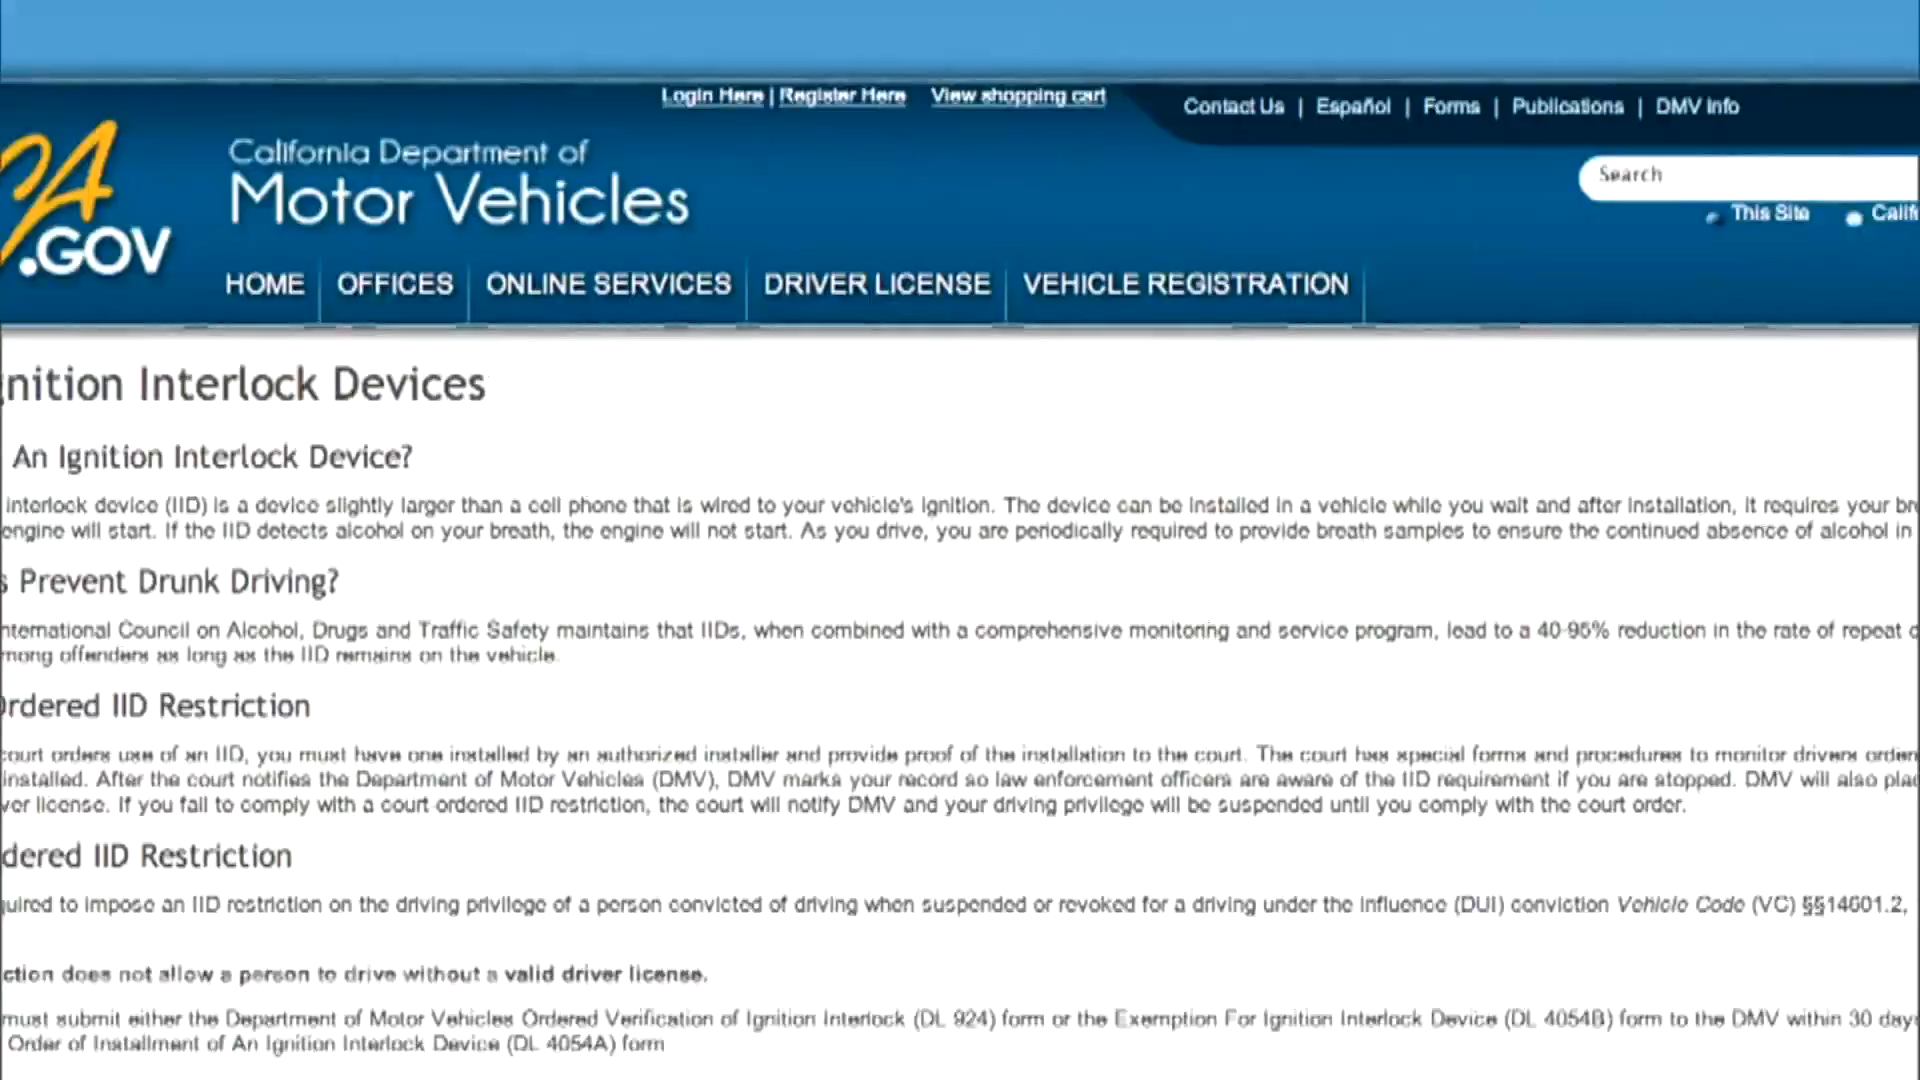 Login Here | Register Here View shopping cart
Contact Us | Español | Forms | Publications | DMV Info
CA
.GOV
California Department of
Motor Vehicles
Search
This Site Calif
HOME OFFICES ONLINE SERVICES DRIVER LICENSE VEHICLE REGISTRATION
gnition Interlock Devices
An Ignition Interlock Device?
interlock device (IID) is a device slightly larger than a cell phone that is wired to your vehicle's ignition. The device can be installed in a vehicle while you wait and after installation, it requires your br
engine will start. If the IID detects alcohol on your breath, the engine will not start. As you drive, you are periodically required to provide breath samples to ensure the continued absence of alcohol in
s Prevent Drunk Driving?
nternational Council on Alcohol, Drugs and Traffic Safety maintains that IIDs, when combined with a comprehensive monitoring and service program, lead to a 40-95% reduction in the rate of repeat
mong offenders as long as the IID remains on the vehicle.
Ordered IID Restriction
court orders use of an IID, you must have one installed by an authorized installer and provide proof of the installation to the court. The court has special forms and procedures to monitor drivers order
installed. After the court notifies the Department of Motor Vehicles (DMV), DMV marks your record so law enforcement officers are aware of the IID requirement if you are stopped. DMV will also plac
ver license. If you fail to comply with a court ordered IID restriction, the court will notify DMV and your driving privilege will be suspended until you comply with the court order.
dered IID Restriction
quired to impose an IID restriction on the driving privilege of a person convicted of driving when suspended or revoked for a driving under the influence (DUI) conviction Vehicle Code (VC) §§14601.2,
ction does not allow a person to drive without a valid driver license.
must submit either the Department of Motor Vehicles Ordered Verification of Ignition Interlock (DL 924) form or the Exemption For Ignition Interlock Device (DL 4054B) form to the DMV within 30 day
Order of Installment of An Ignition Interlock Device (DL 4054A) form